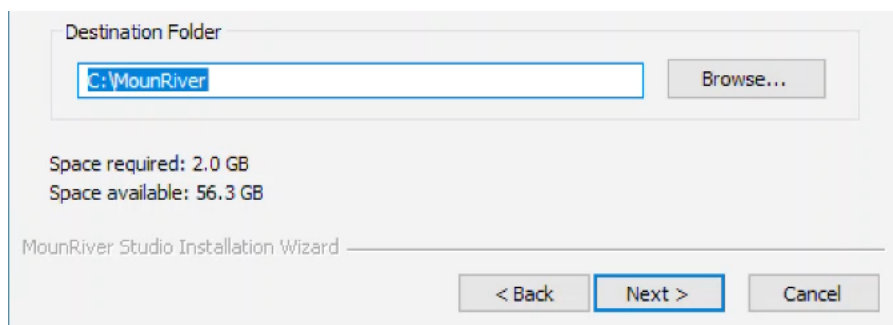 Destination Folder
C:\MounRiver
Browse...
Space required: 2.0 GB
Space available: 56.3 GB
MounRiver Studio Installation Wizard
< Back
Next >
Cancel